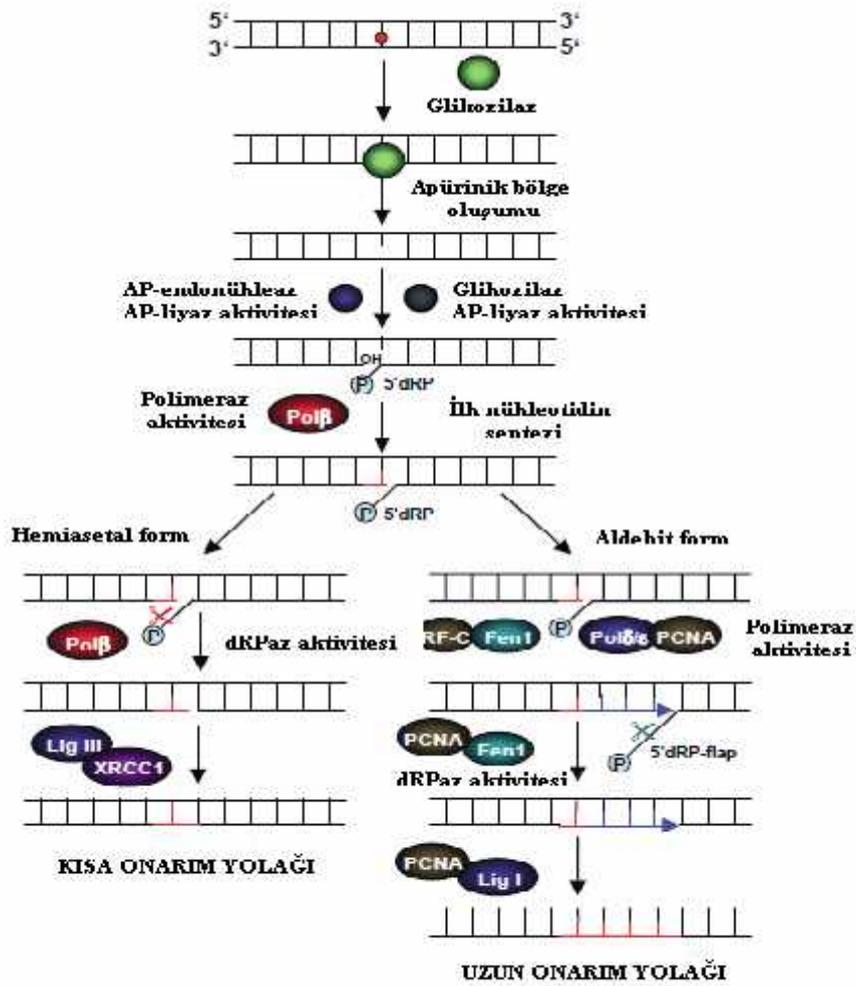 5‘ 3‘
3‘ 5‘
Glikozilaz
Apürinik bölge
oluşumu
AP-endonükleaz
AP-liyaz aktivitesi
Glikozilaz
AP-liyaz aktivitesi
OH
P 5'dRP
Polimeraz
aktivitesi
Polβ
İlk nükleotidin
sentezi
P 5'dRP
Hemiasetal form
Aldehit form
P
Polβ
dRPaz aktivitesi
RF-C Fen1
P
Polδ/ε PCNA
Polimeraz
aktivitesi
Lig III
XRCC1
PCNA
Fen1
P 5'dRP-flap
dRPaz aktivitesi
KISA ONARIM YOLAĞI
PCNA
Lig I
UZUN ONARIM YOLAĞI